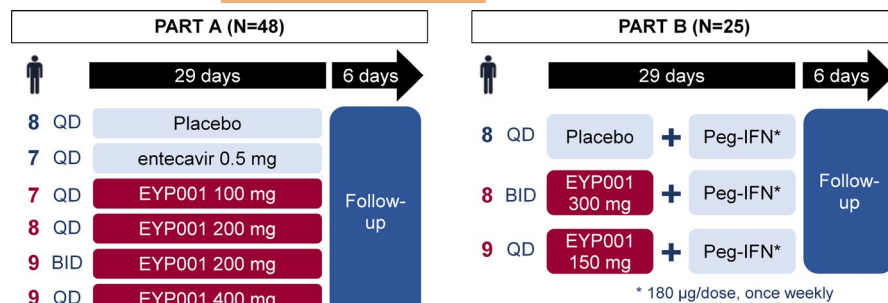 PART A (N=48)
29 days
6 days
8 QD Placebo
7 QD entecavir 0.5 mg
7 QD EYP001 100 mg
8 QD EYP001 200 mg
9 BID EYP001 200 mg
9 QD EYP001 400 mg
Follow-
up
PART B (N=25)
29 days
6 days
8 QD Placebo + Peg-IFN*
8 BID EYP001
300 mg + Peg-IFN*
9 QD EYP001
150 mg + Peg-IFN*
Follow-
up
* 180 µg/dose, once weekly